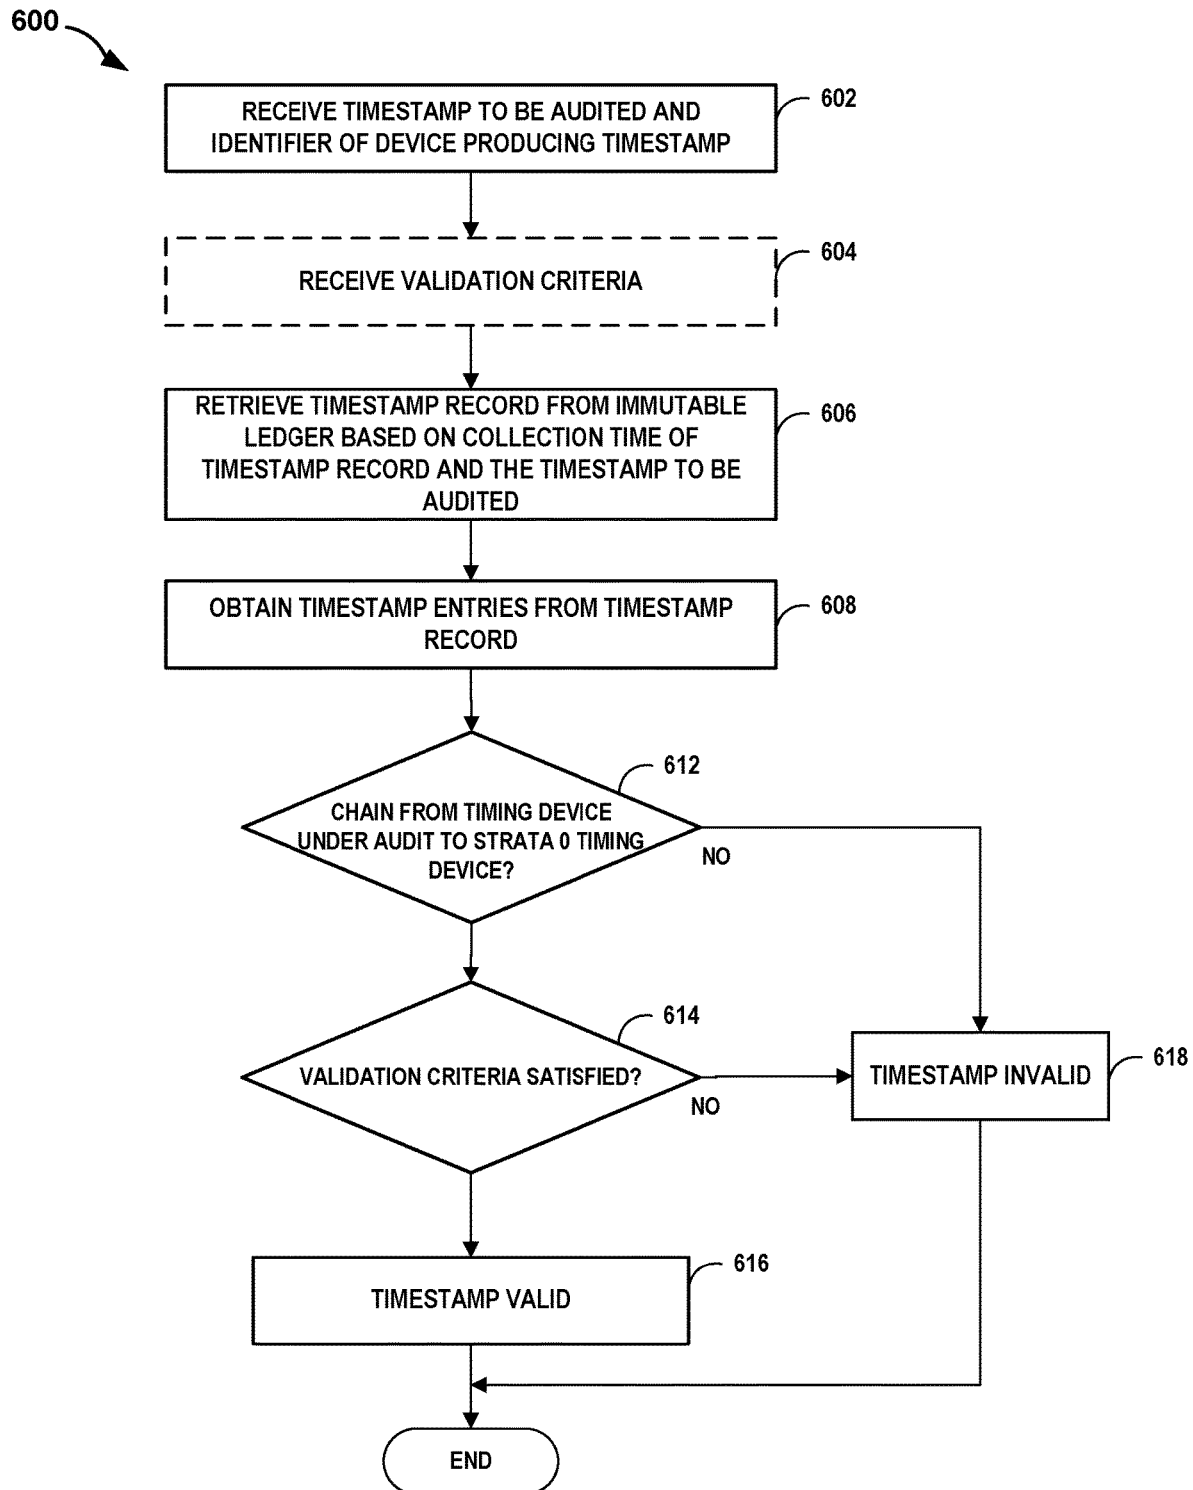 600
RECEIVE TIMESTAMP TO BE AUDITED AND
IDENTIFIER OF DEVICE PRODUCING TIMESTAMP
602
RECEIVE VALIDATION CRITERIA
604
RETRIEVE TIMESTAMP RECORD FROM IMMUTABLE
LEDGER BASED ON COLLECTION TIME OF
TIMESTAMP RECORD AND THE TIMESTAMP TO BE
AUDITED
606
OBTAIN TIMESTAMP ENTRIES FROM TIMESTAMP
RECORD
608
CHAIN FROM TIMING DEVICE
UNDER AUDIT TO STRATA 0 TIMING
DEVICE?
612
NO
VALIDATION CRITERIA SATISFIED?
614
NO
TIMESTAMP INVALID
618
TIMESTAMP VALID
616
END